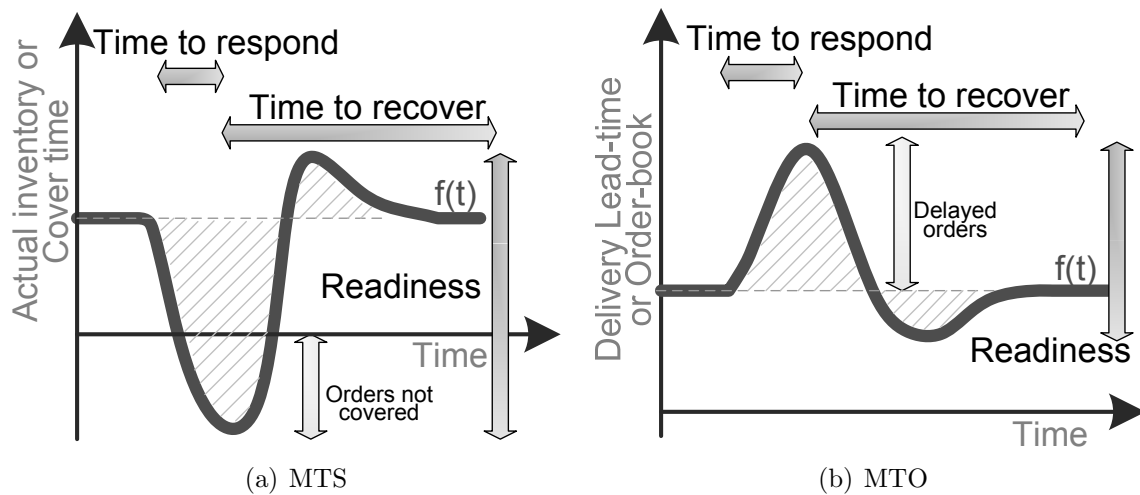 Actual inventory or
Cover time
Time to respond
Time to recover
f(t)
Readiness
Time
Orders not
covered
(a) MTS
Delivery Lead-time
or Order-book
Time to respond
Time to recover
Delayed
orders
f(t)
Readiness
Time
(b) MTO